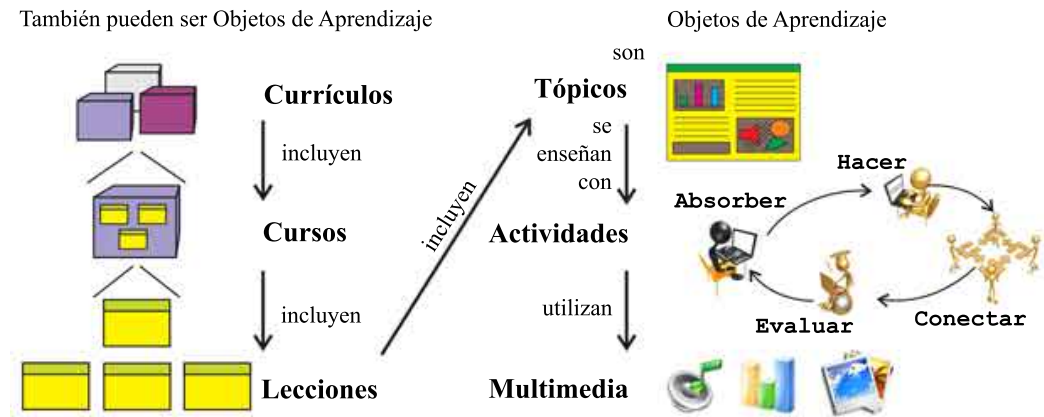 También pueden ser Objetos de Aprendizaje
Currículos
incluyen
Cursos
incluyen
Lecciones
incluyen
Objetos de Aprendizaje
son
Tópicos
se
enseñan
con
Actividades
utilizan
Multimedia
Absorber
Hacer
Conectar
Evaluar